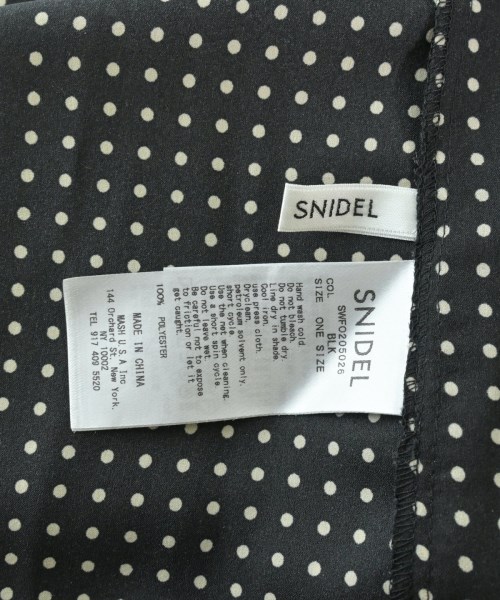 SNIDEL
SNIDEL
SWFO205026
COL BLK
SIZE ONE SIZE
Hand wash cold
Do not bleach.
Do not tumble dry.
Line dry in shade
Cool iron.
use press cloth.
Dryclean,
petroleum solvent only.
short cycle
Use the net when cleaning.
Use a short spin cycle.
Do not leave wet.
Be careful not to expose
to friction or let it
get caught.
100% POLYESTER
MADE IN CHINA
MASH U.S.A Inc
144 Orchard St. New York,
NY 10002
TEL 917 409 5520